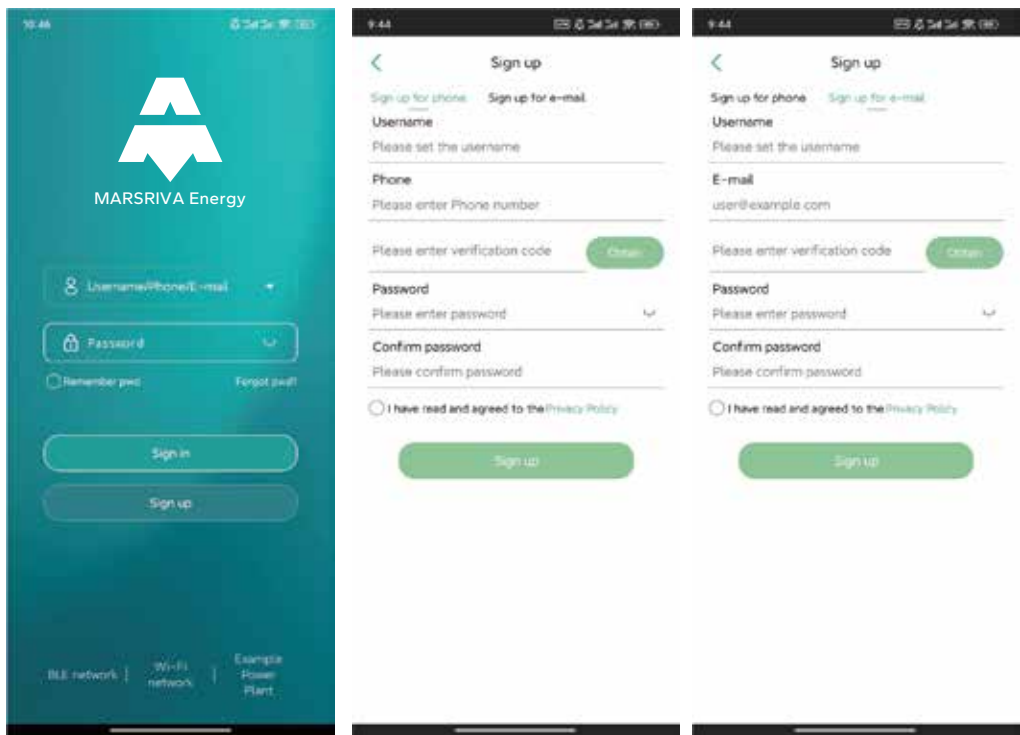 10:46
MARSRIVA Energy
Username/Phone/E-mail
Password
Remember pwd
Forgot pwd?
Sign in
Sign up
BLE network
Wi-Fi network
Example Power Plant
9:44
Sign up
Sign up for phone
Sign up for e-mail
Username
Please set the username
Phone
Please enter Phone number
Please enter verification code
Obtain
Password
Please enter password
Confirm password
Please confirm password
I have read and agreed to the Privacy Policy
Sign up
9:44
Sign up
Sign up for phone
Sign up for e-mail
Username
Please set the username
E-mail
user@example.com
Please enter verification code
Obtain
Password
Please enter password
Confirm password
Please confirm password
I have read and agreed to the Privacy Policy
Sign up